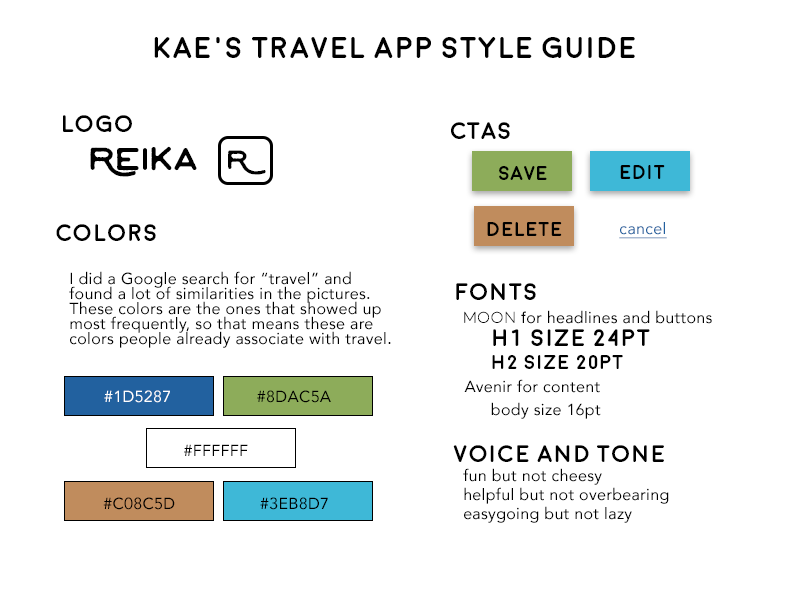 KAE'S TRAVEL APP STYLE GUIDE
LOGO
REIKA R
COLORS
I did a Google search for "travel" and
found a lot of similarities in the pictures.
These colors are the ones that showed up
most frequently, so that means these are
colors people already associate with travel.
#1D5287 #8DAC5A
#FFFFFF
#C08C5D #3EB8D7
CTAS
SAVE EDIT
DELETE cancel
FONTS
MOON for headlines and buttons
H1 SIZE 24PT
H2 SIZE 20PT
Avenir for content
body size 16pt
VOICE AND TONE
fun but not cheesy
helpful but not overbearing
easygoing but not lazy